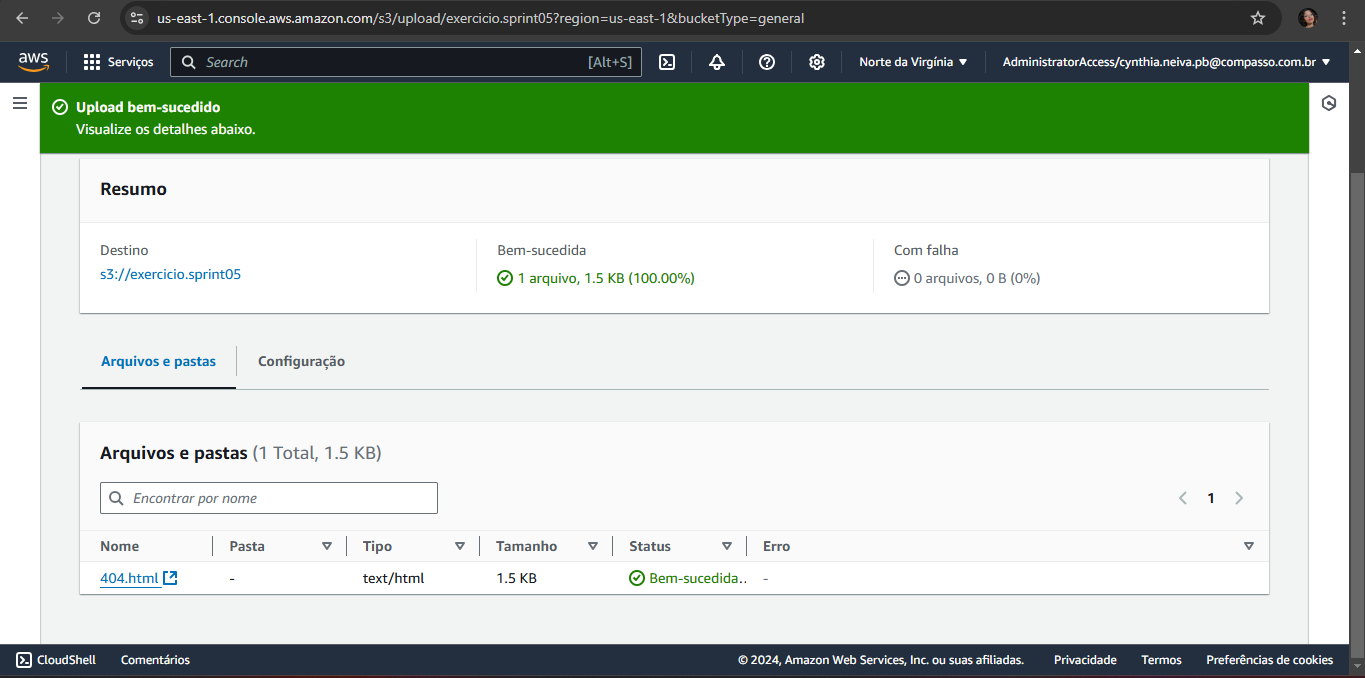 us-east-1.console.aws.amazon.com/s3/upload/exercicio.sprint05?region=us-east-1&bucketType=general
aws Serviços Search [Alt+S] Norte da Virgínia AdministratorAccess/cynthia.neiva.pb@compasso.com.br
Upload bem-sucedido
Visualize os detalhes abaixo.
Resumo
Destino Bem-sucedida Com falha
s3://exercicio.sprint05 1 arquivo, 1.5 KB (100.00%) 0 arquivos, 0 B (0%)
Arquivos e pastas Configuração
Arquivos e pastas (1 Total, 1.5 KB)
Encontrar por nome 1
Nome Pasta Tipo Tamanho Status Erro
404.html - text/html 1.5 KB Bem-sucedida.. -
CloudShell Comentários © 2024, Amazon Web Services, Inc. ou suas afiliadas. Privacidade Termos Preferências de cookies